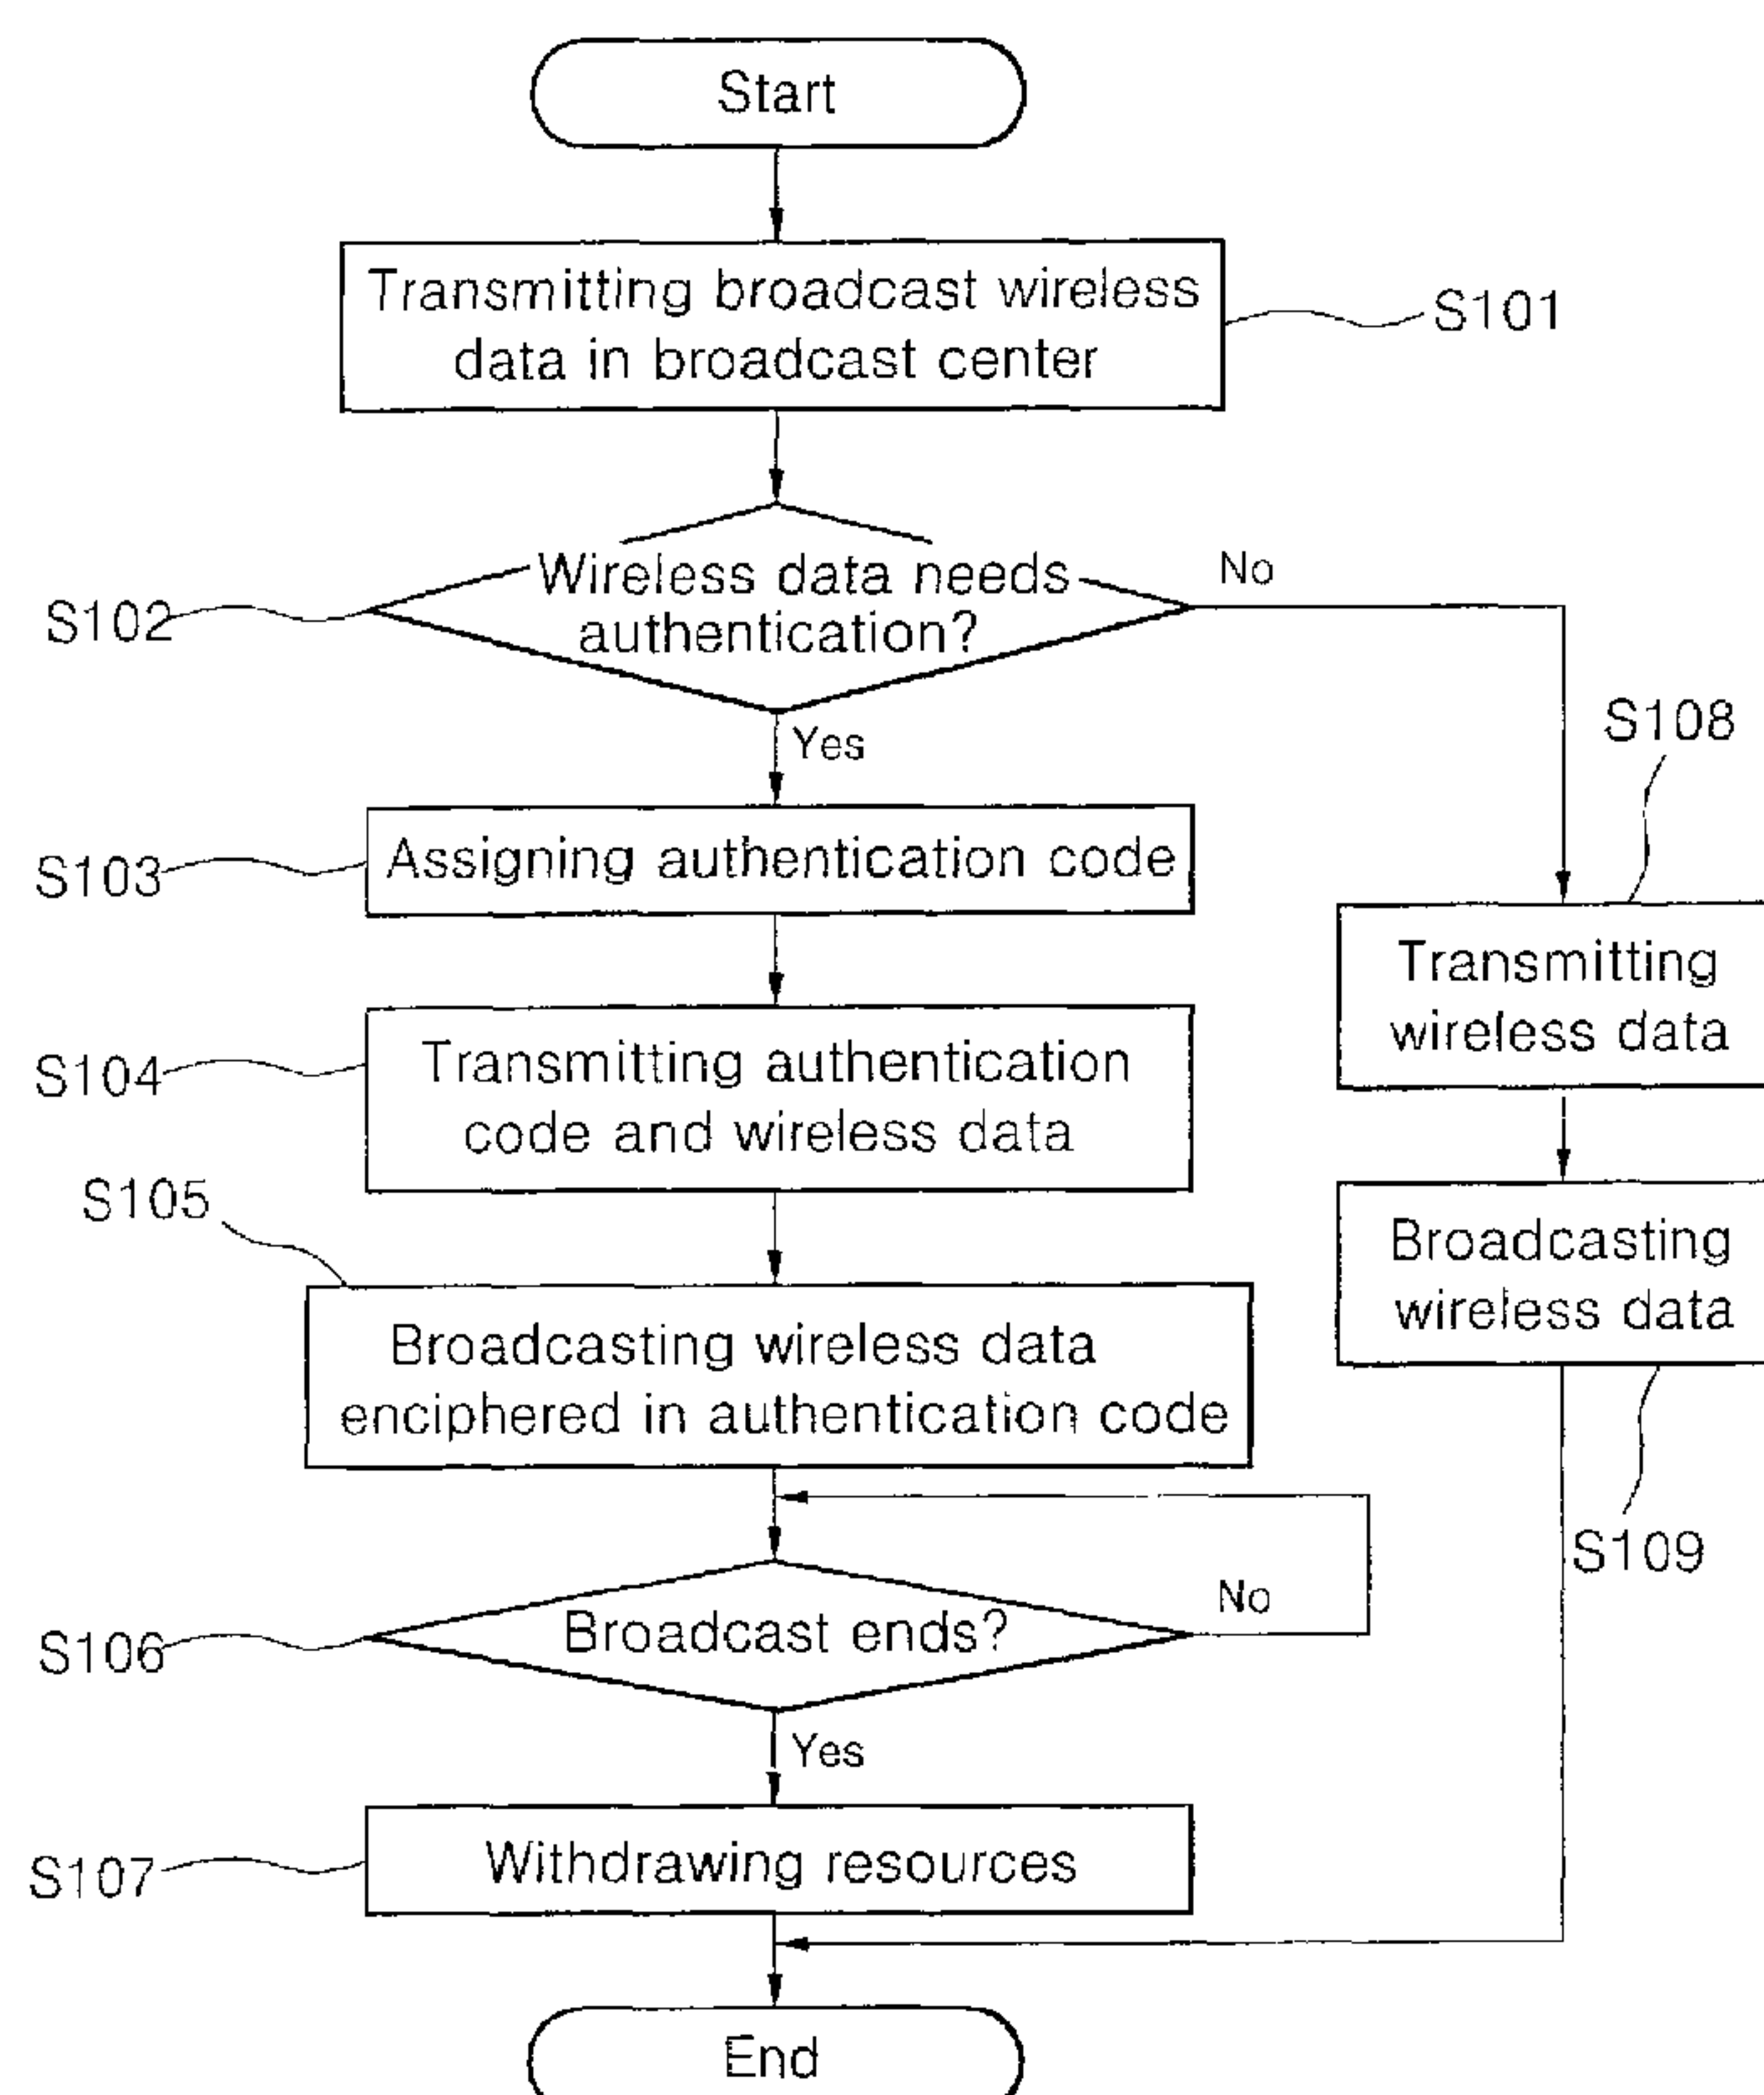 Start
Transmitting broadcast wireless
data in broadcast center
S101
Wireless data needs
authentication?
No
S102
Yes
S108
Assigning authentication code
S103
Transmitting
wireless data
Transmitting authentication
code and wireless data
S104
S105
Broadcasting
wireless data
Broadcasting wireless data
enciphered in authentication code
S109
No
Broadcast ends?
S106
Yes
Withdrawing resources
S107
End